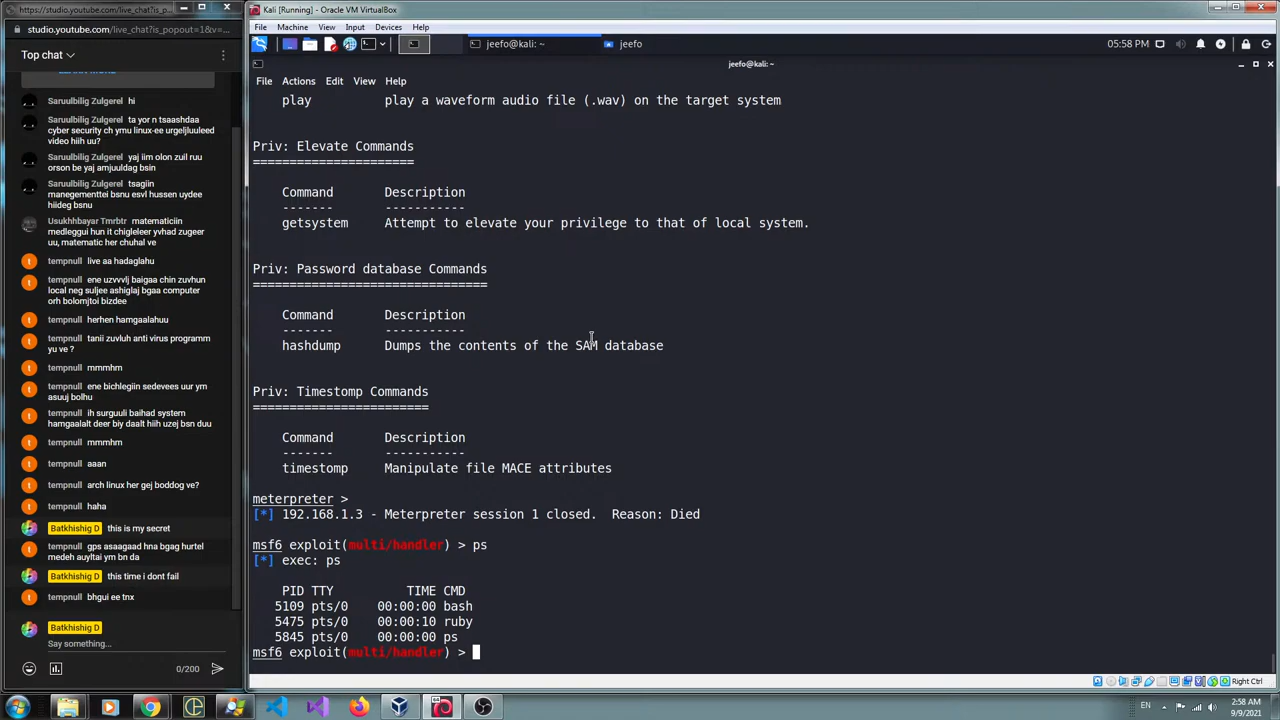 https://studio.youtube.com/live_chat?is_p...
https://studio.youtube.com/live_chat?is_popout=1&v=...
Top chat
LEARN MORE
Saruulbilig Zulgerel hi
Saruulbilig Zulgerel ta yor n tsaashdaa
cyber security ch ymu linux-ee urgeljluuleed
video hiih uu?
Saruulbilig Zulgerel yaj iim olon zuil ruu
orson be yaj amjuuldag bsin
Saruulbilig Zulgerel tsagiin
manegementtei bsnu esvl hussen uydee
hiideg bsnu
Usukhhbayar Tmrbtr matematiciin
medleggui hun it chigleleer yvhad zugeer
uu, matematic her chuhal ve
tempnull live aa hadaglahu
tempnull ene uzvvvlj baigaa chin zuvhun
local neg suljee ashiglaj bgaa computer
orh bolomjtoi bizdee
tempnull herhen hamgaalahuu
tempnull tanii zuvluh anti virus programm
yu ve ?
tempnull mmmhm
tempnull ene bichlegiin sedevees uur ym
asuuj bolhu
tempnull ih surguuli baihad system
hamgaalalt deer biy daalt hiih uzej bsn duu
tempnull mmmhm
tempnull aaan
tempnull arch linux her gej boddog ve?
tempnull haha
Batkhishig D this is my secret
tempnull gps asaagaad hna bgag hurtel
medeh auyltai ym bn da
Batkhishig D this time i dont fail
tempnull bhgui ee tnx
Batkhishig D
Say something...
0/200
Kali [Running] - Oracle VM VirtualBox
File Machine View Input Devices Help
jeefo@kali: ~
jeefo
05:58 PM
jeefo@kali: ~
File Actions Edit View Help
play play a waveform audio file (.wav) on the target system
Priv: Elevate Commands
======================
Command Description
------- -----------
getsystem Attempt to elevate your privilege to that of local system.
Priv: Password database Commands
================================
Command Description
------- -----------
hashdump Dumps the contents of the SAM database
Priv: Timestomp Commands
========================
Command Description
------- -----------
timestomp Manipulate file MACE attributes
meterpreter >
[*] 192.168.1.3 - Meterpreter session 1 closed. Reason: Died
msf6 exploit(multi/handler) > ps
[*] exec: ps
PID TTY TIME CMD
5109 pts/0 00:00:00 bash
5475 pts/0 00:00:10 ruby
5845 pts/0 00:00:00 ps
msf6 exploit(multi/handler) >
Right Ctrl
EN
2:58 AM
9/9/2021